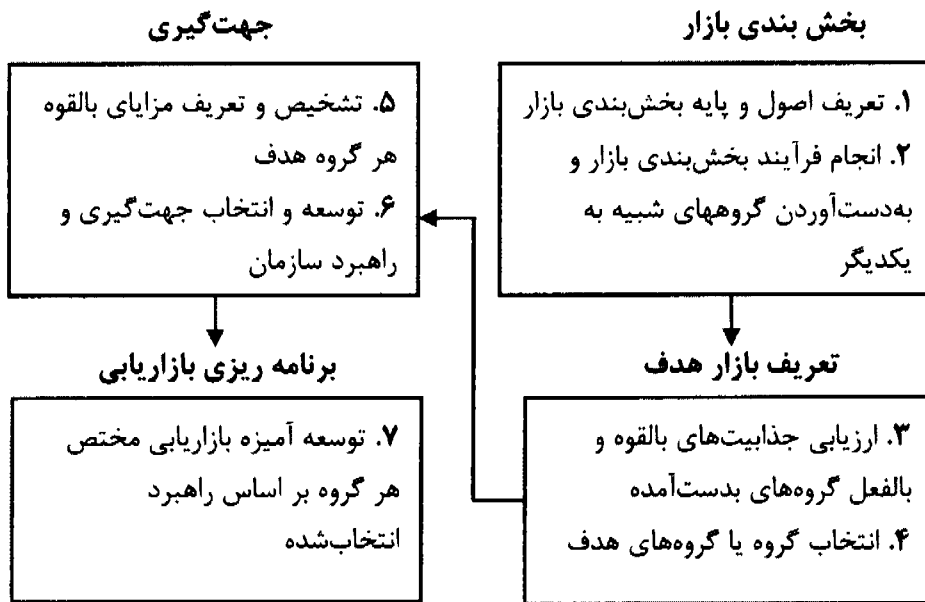 بخش بندی بازار
۱. تعریف اصول و پایه بخش‌بندی بازار
۲. انجام فرآیند بخش‌بندی بازار و
به‌دست‌آوردن گروههای شبیه به
یکدیگر
تعریف بازار هدف
۳. ارزیابی جذابیت‌های بالقوه و
بالفعل گروه‌های بدست‌آمده
۴. انتخاب گروه یا گروه‌های هدف
جهت‌گیری
۵. تشخیص و تعریف مزایای بالقوه
هر گروه هدف
۶. توسعه و انتخاب جهت‌گیری و
راهبرد سازمان
برنامه ریزی بازاریابی
۷. توسعه آمیزه بازاریابی مختص
هر گروه بر اساس راهبرد
انتخاب‌شده